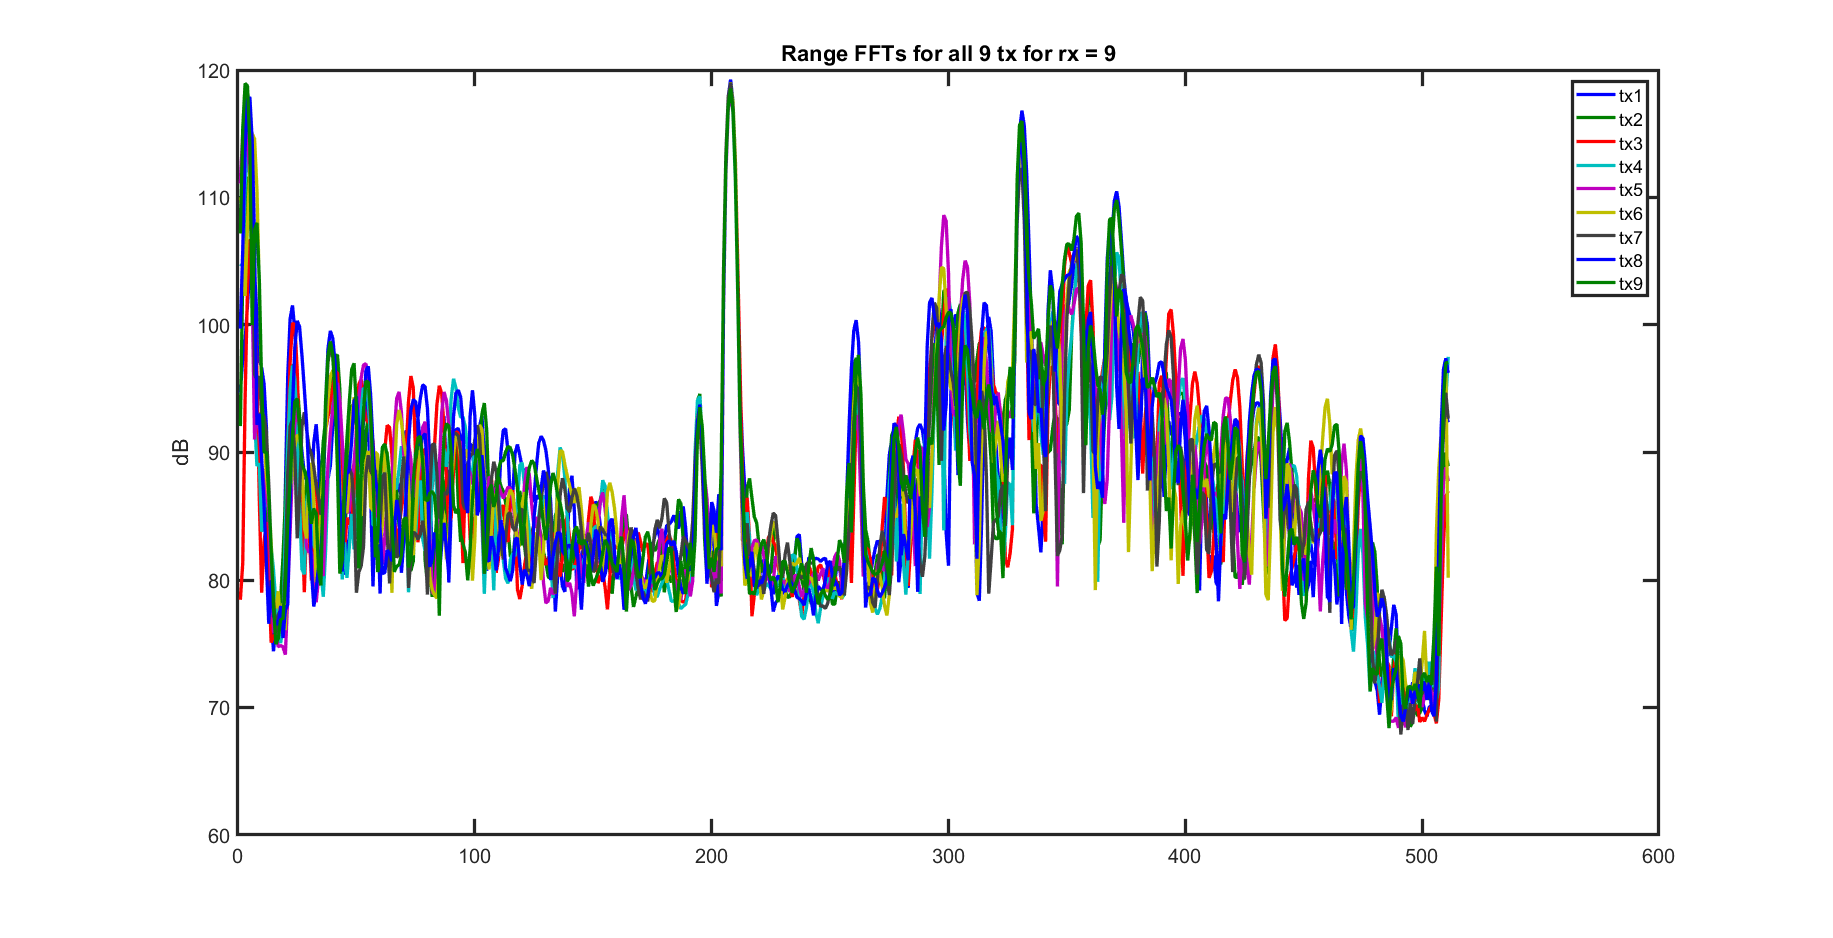 Range FFTs for all 9 tx for rx = 9
120
110
100
90
80
70
60
dB
0 100 200 300 400 500 600
tx1
tx2
tx3
tx4
tx5
tx6
tx7
tx8
tx9